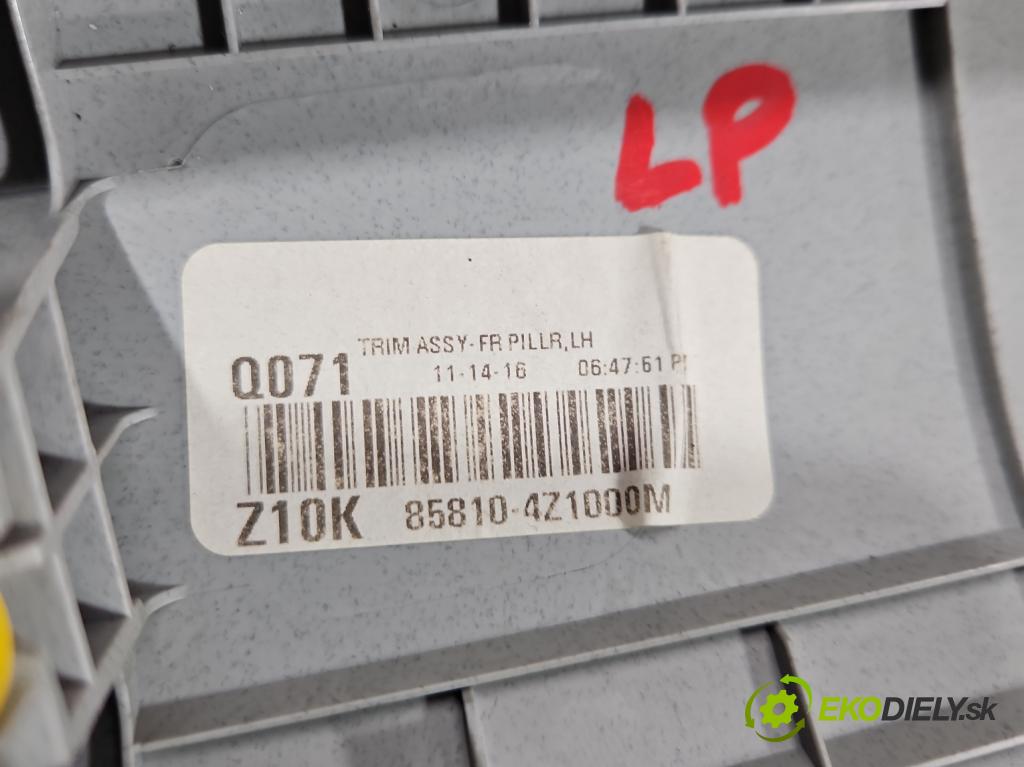 LP
TRIM ASSY-FR PILLR,LH
Q071 11-14-16 06:47:51 P
Z10K 85810-4Z1000M
EKODIELY.sk